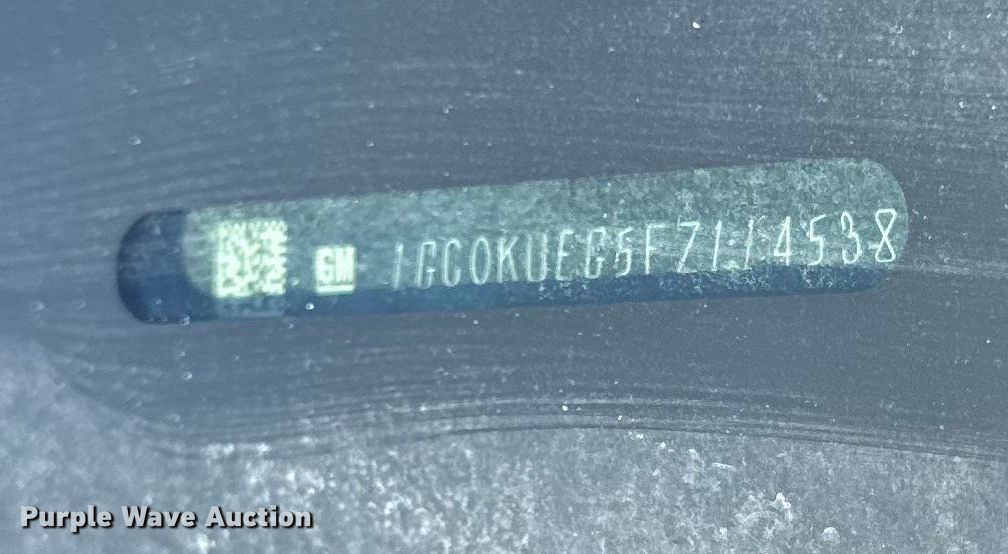 GM 1GC0KUEG5FZ114538
Purple Wave Auction